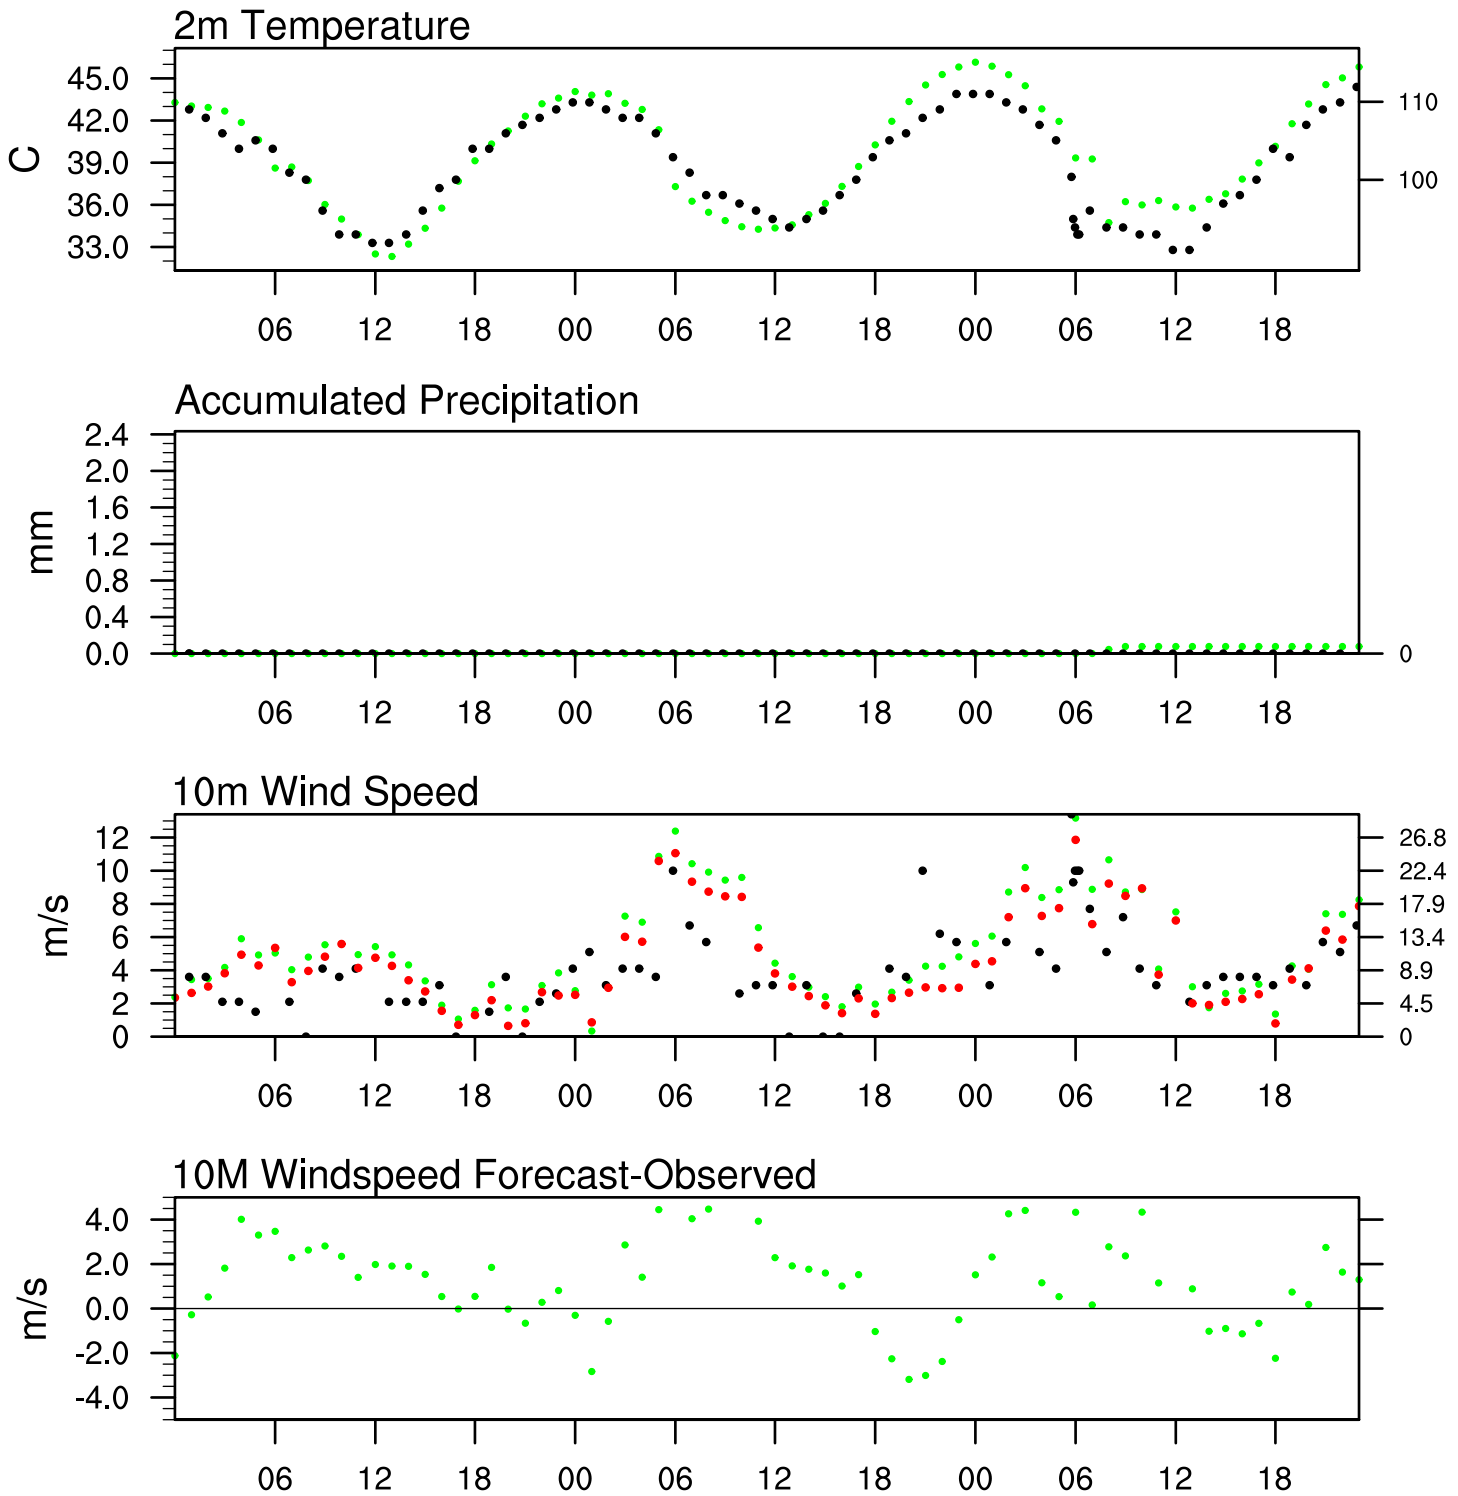 2m Temperature
45.0
42.0
39.0
36.0
33.0
C
110
100
06 12 18 00 06 12 18 00 06 12 18
Accumulated Precipitation
2.4
2.0
1.6
1.2
0.8
0.4
0.0
mm
0
06 12 18 00 06 12 18 00 06 12 18
10m Wind Speed
12
10
8
6
4
2
0
m/s
26.8
22.4
17.9
13.4
8.9
4.5
0
06 12 18 00 06 12 18 00 06 12 18
10M Windspeed Forecast-Observed
4.0
2.0
0.0
-2.0
-4.0
m/s
06 12 18 00 06 12 18 00 06 12 18